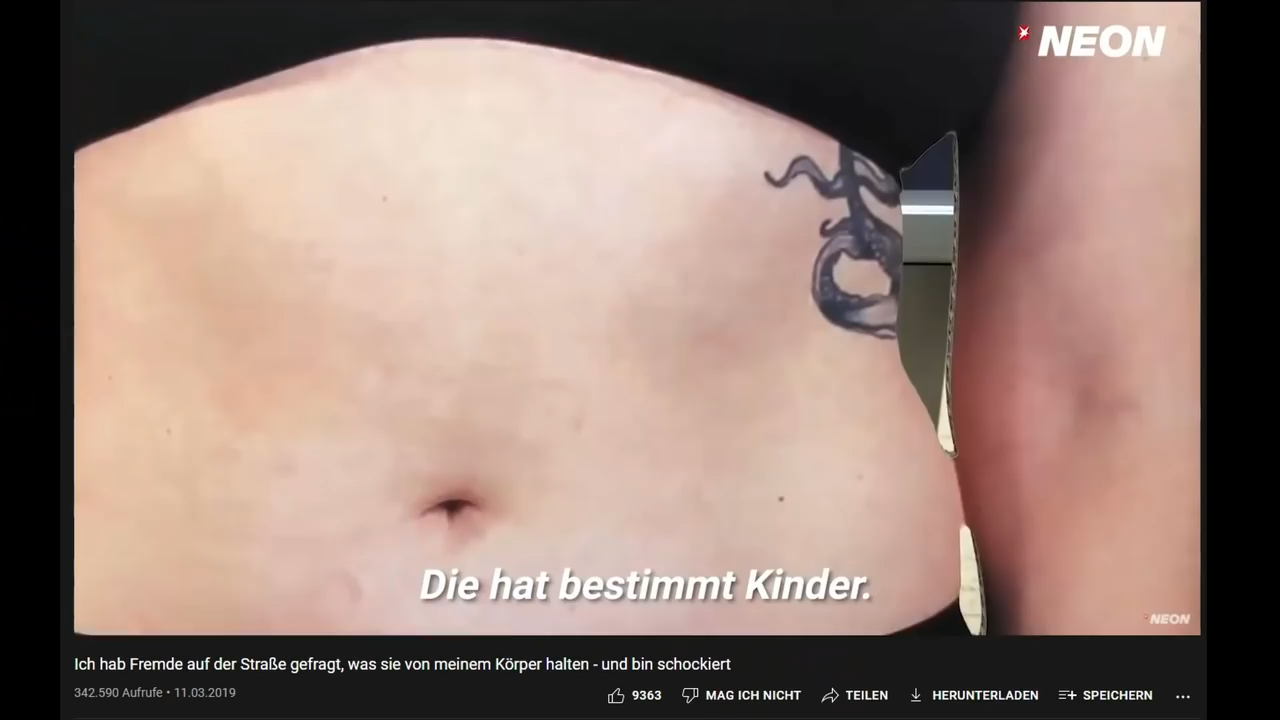 NEON
Die hat bestimmt Kinder.
NEON
Ich hab Fremde auf der Straße gefragt, was sie von meinem Körper halten - und bin schockiert
342.590 Aufrufe • 11.03.2019
9363 MAG ICH NICHT TEILEN HERUNTERLADEN SPEICHERN